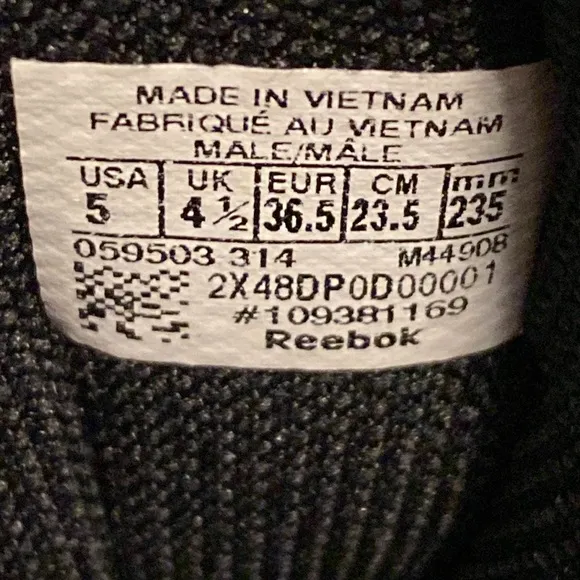 MADE IN VIETNAM
FABRIQUÉ AU VIETNAM
MALE/MÂLE
USA UK EUR CM mm
5 4 1/2 36.5 23.5 235
059503 314 M44908
2X48DP0D00001
#109381169
Reebok